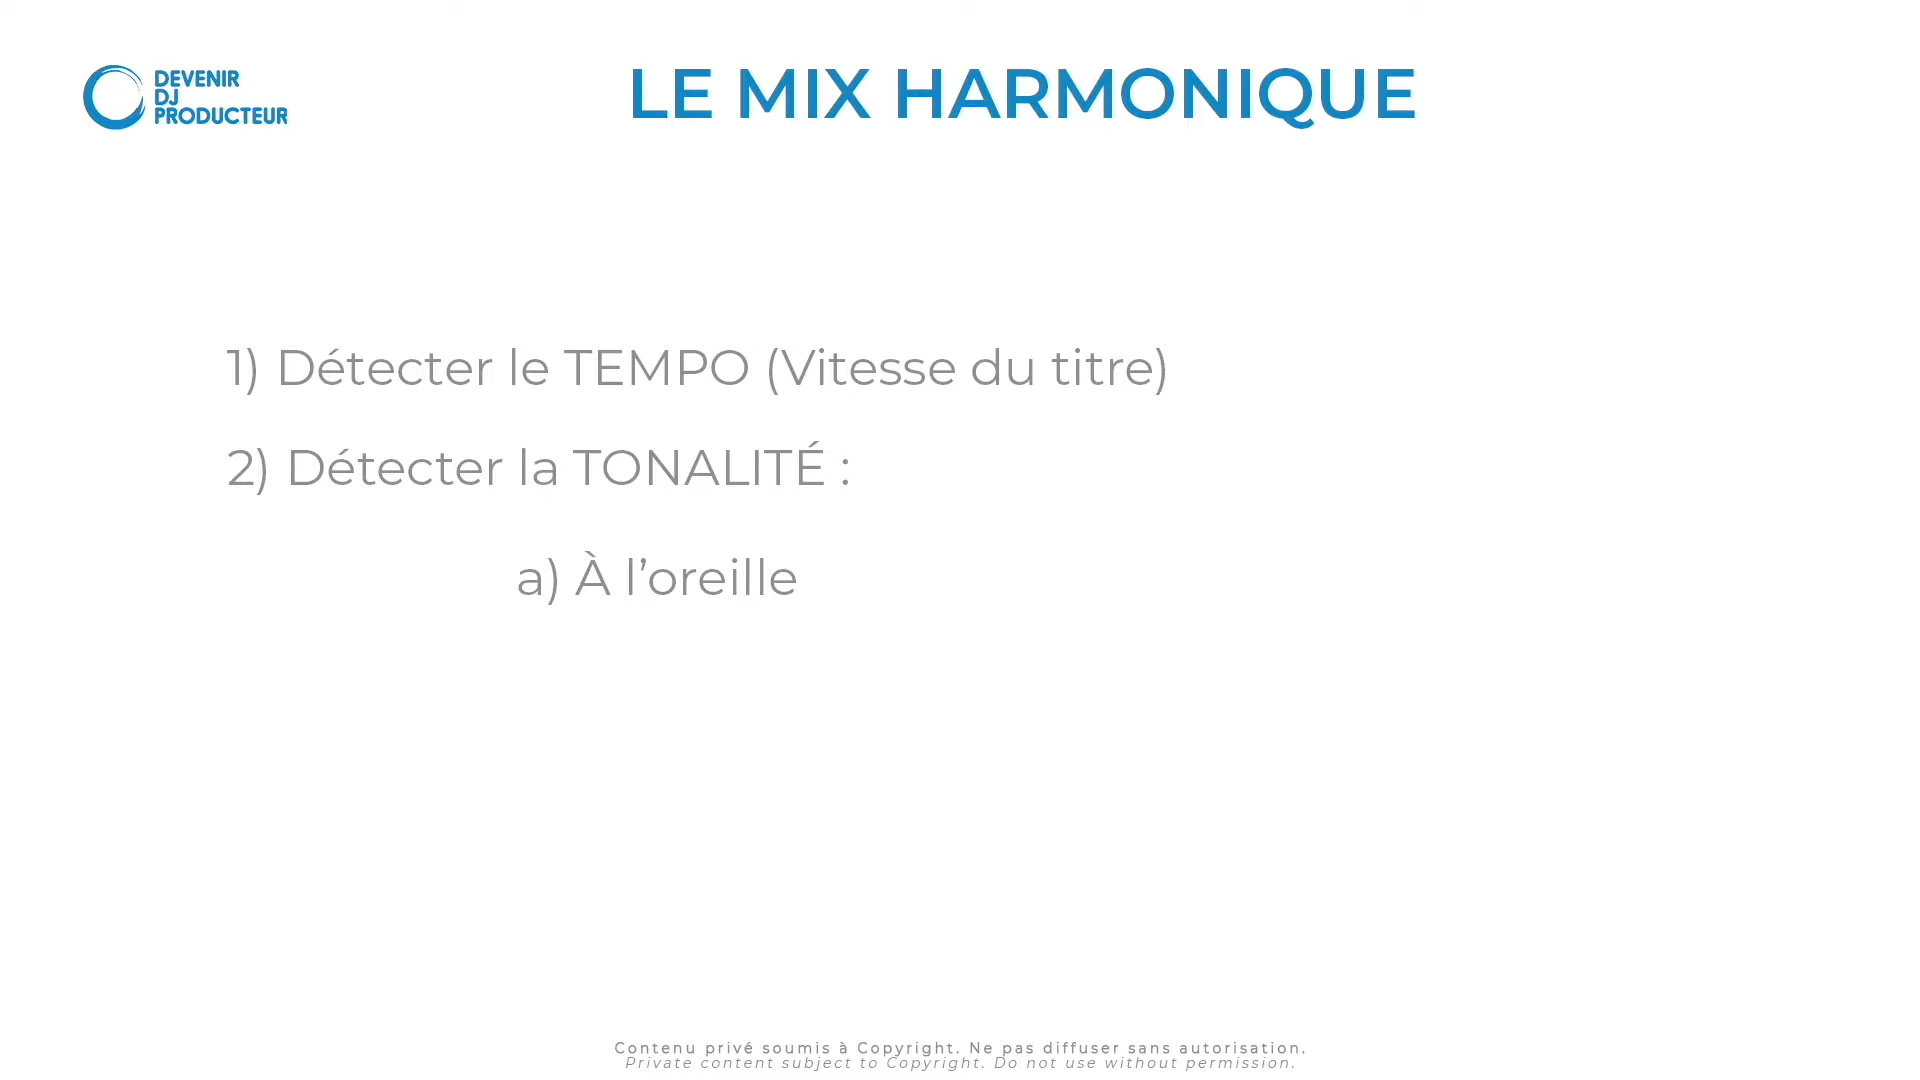 DEVENIR
DJ
PRODUCTEUR
LE MIX HARMONIQUE
1) Détecter le TEMPO (Vitesse du titre)
2) Détecter la TONALITÉ :
a) À l’oreille
Contenu privé soumis à Copyright. Ne pas diffuser sans autorisation.
Private content subject to Copyright. Do not use without permission.